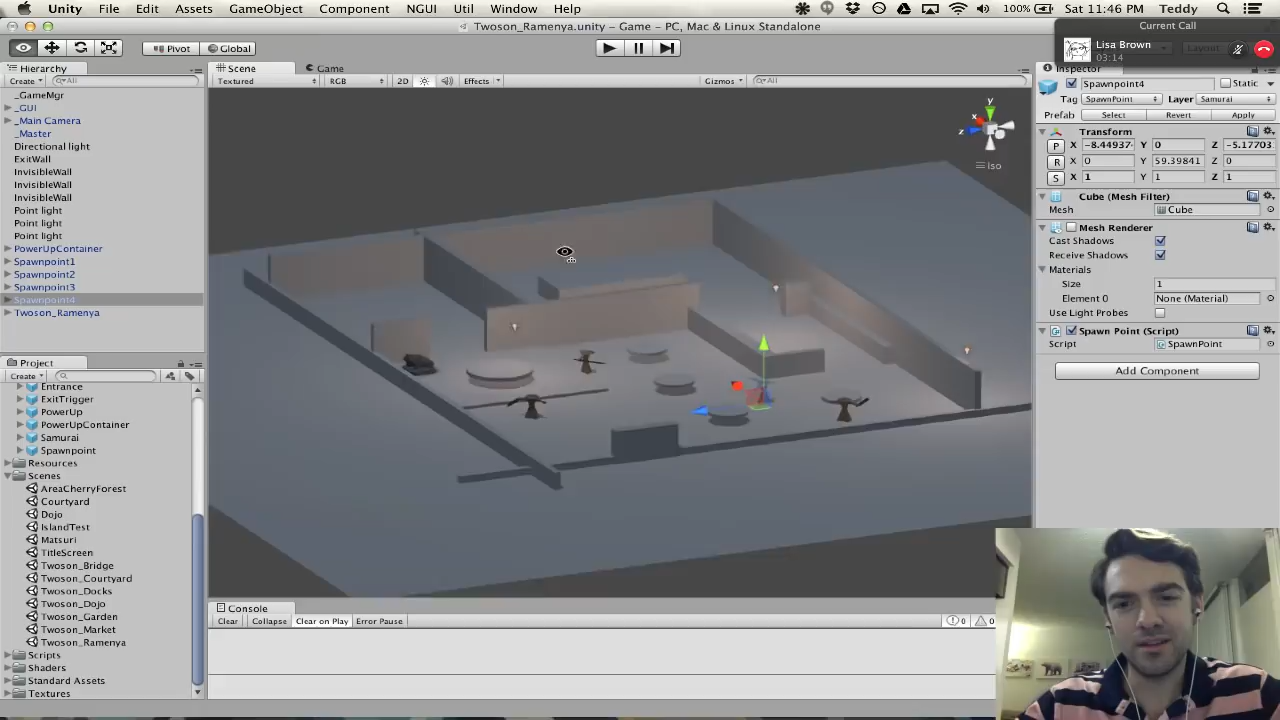 Unity File Edit Assets GameObject Component NGUI Util Window Help 100% Sat 11:46 PM Teddy
Twoson_Ramenya.unity - Game - PC, Mac & Linux Standalone
Current Call
Lisa Brown
03:14
Pivot Global
Layout
Hierarchy
Create All
_GameMgr
_GUI
_Main Camera
_Master
Directional light
ExitWall
InvisibleWall
InvisibleWall
InvisibleWall
Point light
Point light
Point light
PowerUpContainer
Spawnpoint1
Spawnpoint2
Spawnpoint3
Spawnpoint4
Twoson_Ramenya
Project
Create
Entrance
ExitTrigger
PowerUp
PowerUpContainer
Samurai
Spawnpoint
Resources
Scenes
AreaCherryForest
Courtyard
Dojo
IslandTest
Matsuri
TitleScreen
Twoson_Bridge
Twoson_Courtyard
Twoson_Docks
Twoson_Dojo
Twoson_Garden
Twoson_Market
Twoson_Ramenya
Scripts
Shaders
Standard Assets
Textures
Scene Game
Textured RGB 2D Effects Gizmos All
y
x
z
Iso
Console
Clear Collapse Clear on Play Error Pause 0 0
Inspector
Spawnpoint4 Static
Tag SpawnPoint Layer Samurai
Prefab Select Revert Apply
Transform
P X -8.44937 Y 0 Z -5.17703
R X 0 Y 59.39841 Z 0
S X 1 Y 1 Z 1
Cube (Mesh Filter)
Mesh Cube
Mesh Renderer
Cast Shadows
Receive Shadows
Materials
Size 1
Element 0 None (Material)
Use Light Probes
Spawn Point (Script)
Script SpawnPoint
Add Component